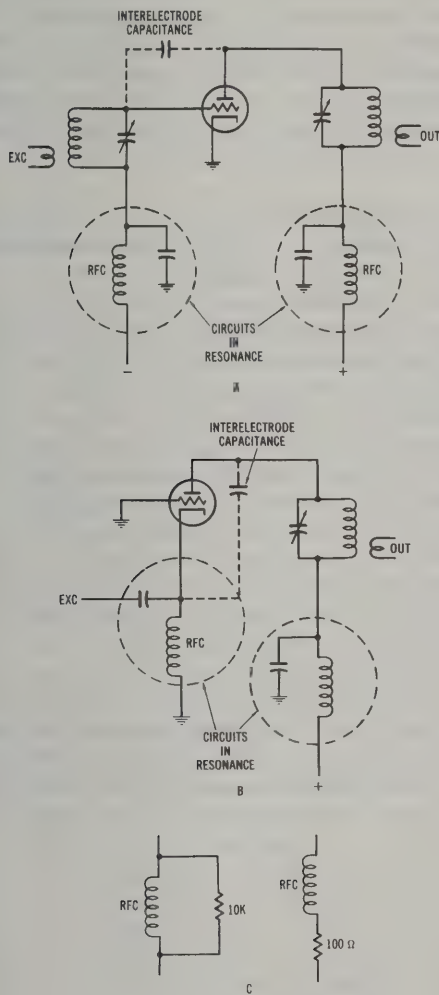 INTERELECTRODE
CAPACITANCE
EXC
OUT
RFC
RFC
CIRCUITS
IN
RESONANCE
−
+
A
INTERELECTRODE
CAPACITANCE
EXC
OUT
RFC
CIRCUITS
IN
RESONANCE
B
+
RFC
10K
RFC
100 Ω
C